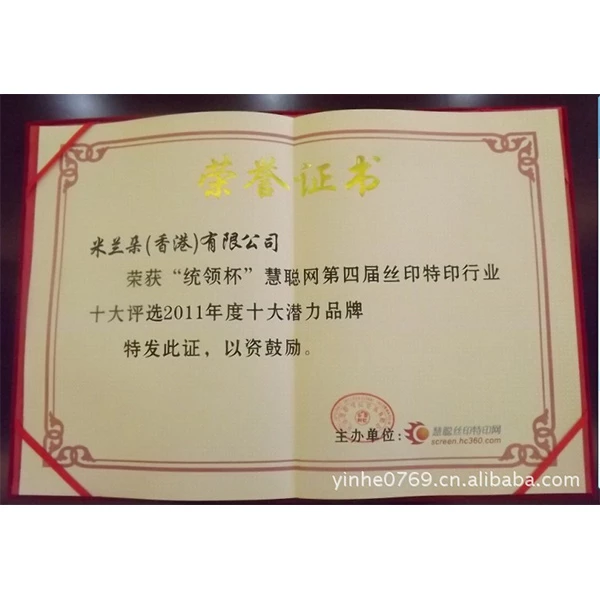 荣誉证书
米兰朵(香港)有限公司
荣获“统领杯”慧聪网第四届丝印特印行业
十大评选2011年度十大潜力品牌
特发此证，以资鼓励。
主办单位: 慧聪丝印特印网
screen.hc360.com
yinhe0769.cn.alibaba.com